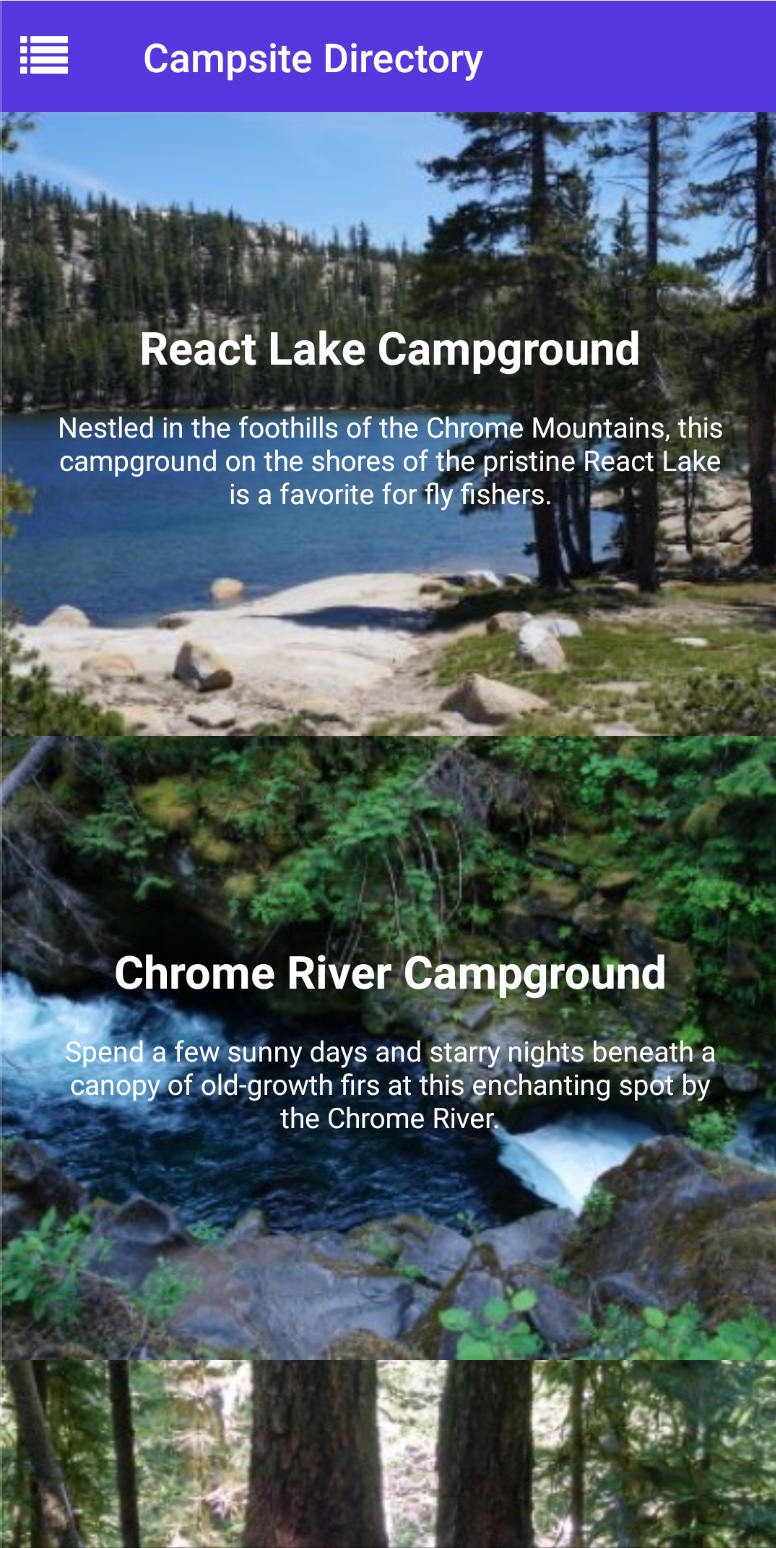 Campsite Directory
React Lake Campground
Nestled in the foothills of the Chrome Mountains, this
campground on the shores of the pristine React Lake
is a favorite for fly fishers.
Chrome River Campground
Spend a few sunny days and starry nights beneath a
canopy of old-growth firs at this enchanting spot by
the Chrome River.